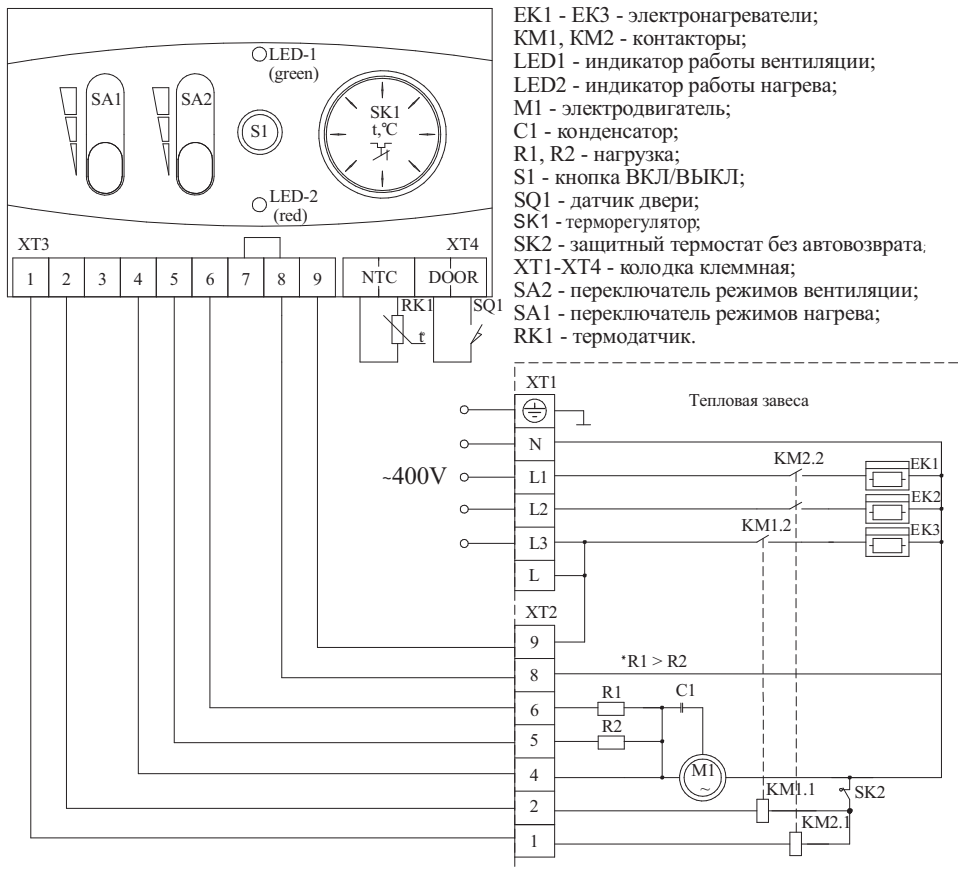 LED-1
(green)
SA1
SA2
S1
SK1
t,℃
LED-2
(red)
XT3
XT4
1 2 3 4 5 6 7 8 9
NTC DOOR
RK1
t°
SQ1
EK1 - EK3 - электронагреватели;
КМ1, КМ2 - контакторы;
LED1 - индикатор работы вентиляции;
LED2 - индикатор работы нагрева;
М1 - электродвигатель;
С1 - конденсатор;
R1, R2 - нагрузка;
S1 - кнопка ВКЛ/ВЫКЛ;
SQ1 - датчик двери;
SK1 - терморегулятор;
SK2 - защитный термостат без автовозврата;
XT1-XT4 - колодка клеммная;
SA2 - переключатель режимов вентиляции;
SA1 - переключатель режимов нагрева;
RK1 - термодатчик.
XT1
Тепловая завеса
N
~400V
L1
L2
L3
L
KM2.2
EK1
EK2
KM1.2
EK3
XT2
9
8
*R1 > R2
6
R1
C1
5
R2
4
M1
~
SK2
2
KM1.1
1
KM2.1